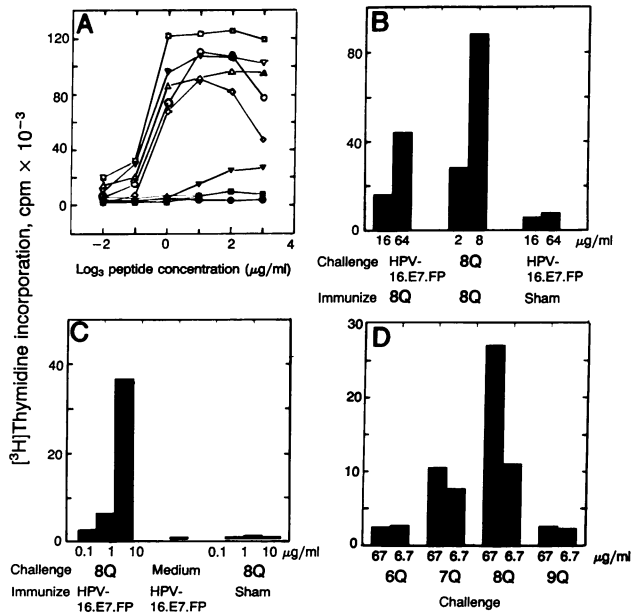 [³H]Thymidine incorporation, cpm × 10⁻³
A
120
80
40
0
−2 0 2 4
Log₃ peptide concentration (μg/ml)
B
80
40
0
16 64 2 8 16 64 μg/ml
Challenge HPV-16.E7.FP 8Q HPV-16.E7.FP
Immunize 8Q 8Q Sham
C
40
20
0
0.1 1 10 0.1 1 10 μg/ml
Challenge 8Q Medium 8Q
Immunize HPV-16.E7.FP HPV-16.E7.FP Sham
D
30
20
10
0
67 6.7 67 6.7 67 6.7 67 6.7 μg/ml
6Q 7Q 8Q 9Q
Challenge